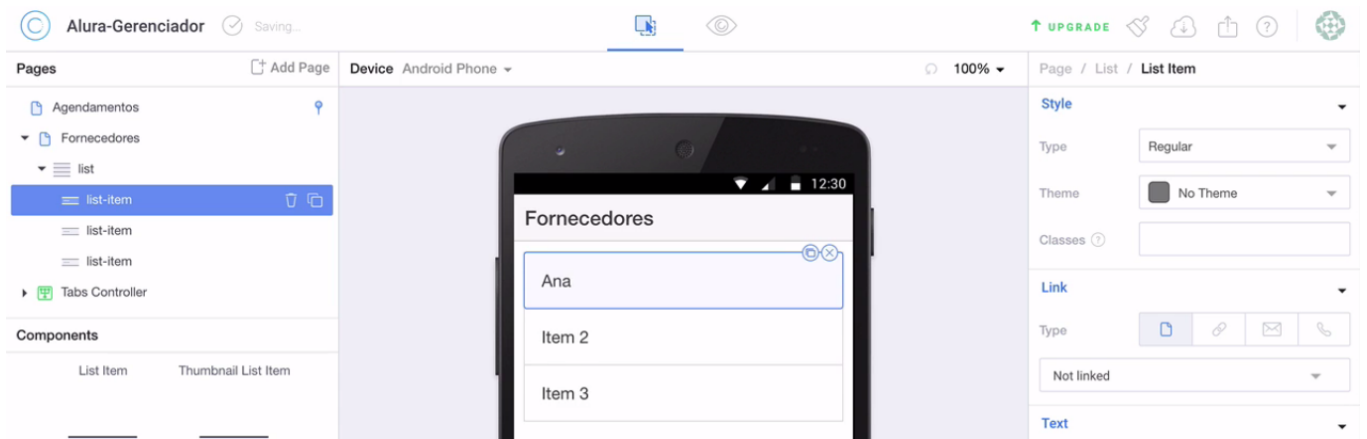 Alura-Gerenciador Saving... UPGRADE
Pages Add Page
Agendamentos
Fornecedores
list
list-item
list-item
list-item
Tabs Controller
Components
List Item Thumbnail List Item
Device Android Phone 100%
12:30
Fornecedores
Ana
Item 2
Item 3
Page / List / List Item
Style
Type Regular
Theme No Theme
Classes ?
Link
Type
Not linked
Text